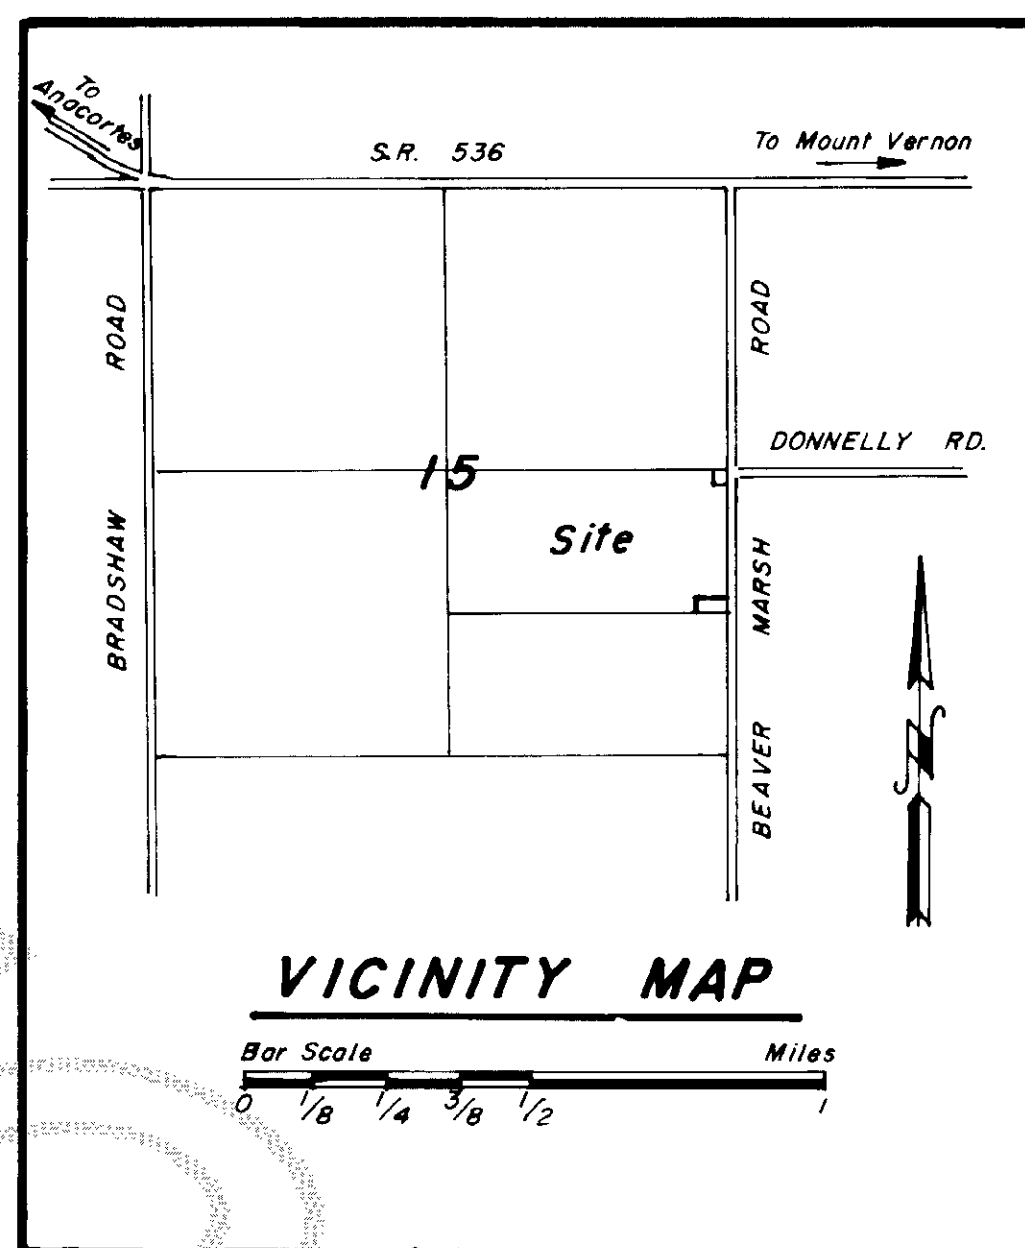 To
Anacortes
S.R. 536
To Mount Vernon
ROAD
ROAD
DONNELLY RD.
15
Site
BRADSHAW
MARSH
BEAVER
N
VICINITY MAP
Bar Scale
Miles
0 1/8 1/4 3/8 1/2 1